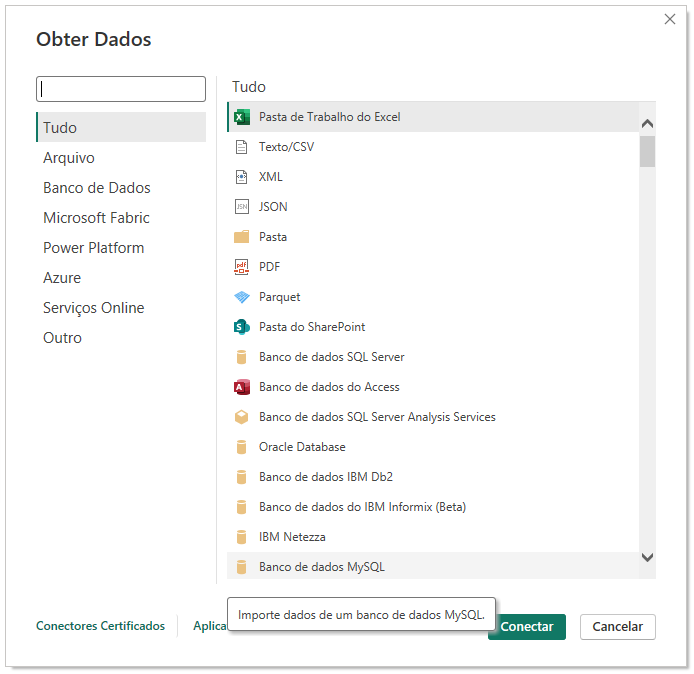 Obter Dados
Tudo
Arquivo
Banco de Dados
Microsoft Fabric
Power Platform
Azure
Serviços Online
Outro
Tudo
Pasta de Trabalho do Excel
Texto/CSV
XML
JSON
Pasta
PDF
Parquet
Pasta do SharePoint
Banco de dados SQL Server
Banco de dados do Access
Banco de dados SQL Server Analysis Services
Oracle Database
Banco de dados IBM Db2
Banco de dados do IBM Informix (Beta)
IBM Netezza
Banco de dados MySQL
Importe dados de um banco de dados MySQL.
Conectores Certificados
Aplica
Conectar
Cancelar